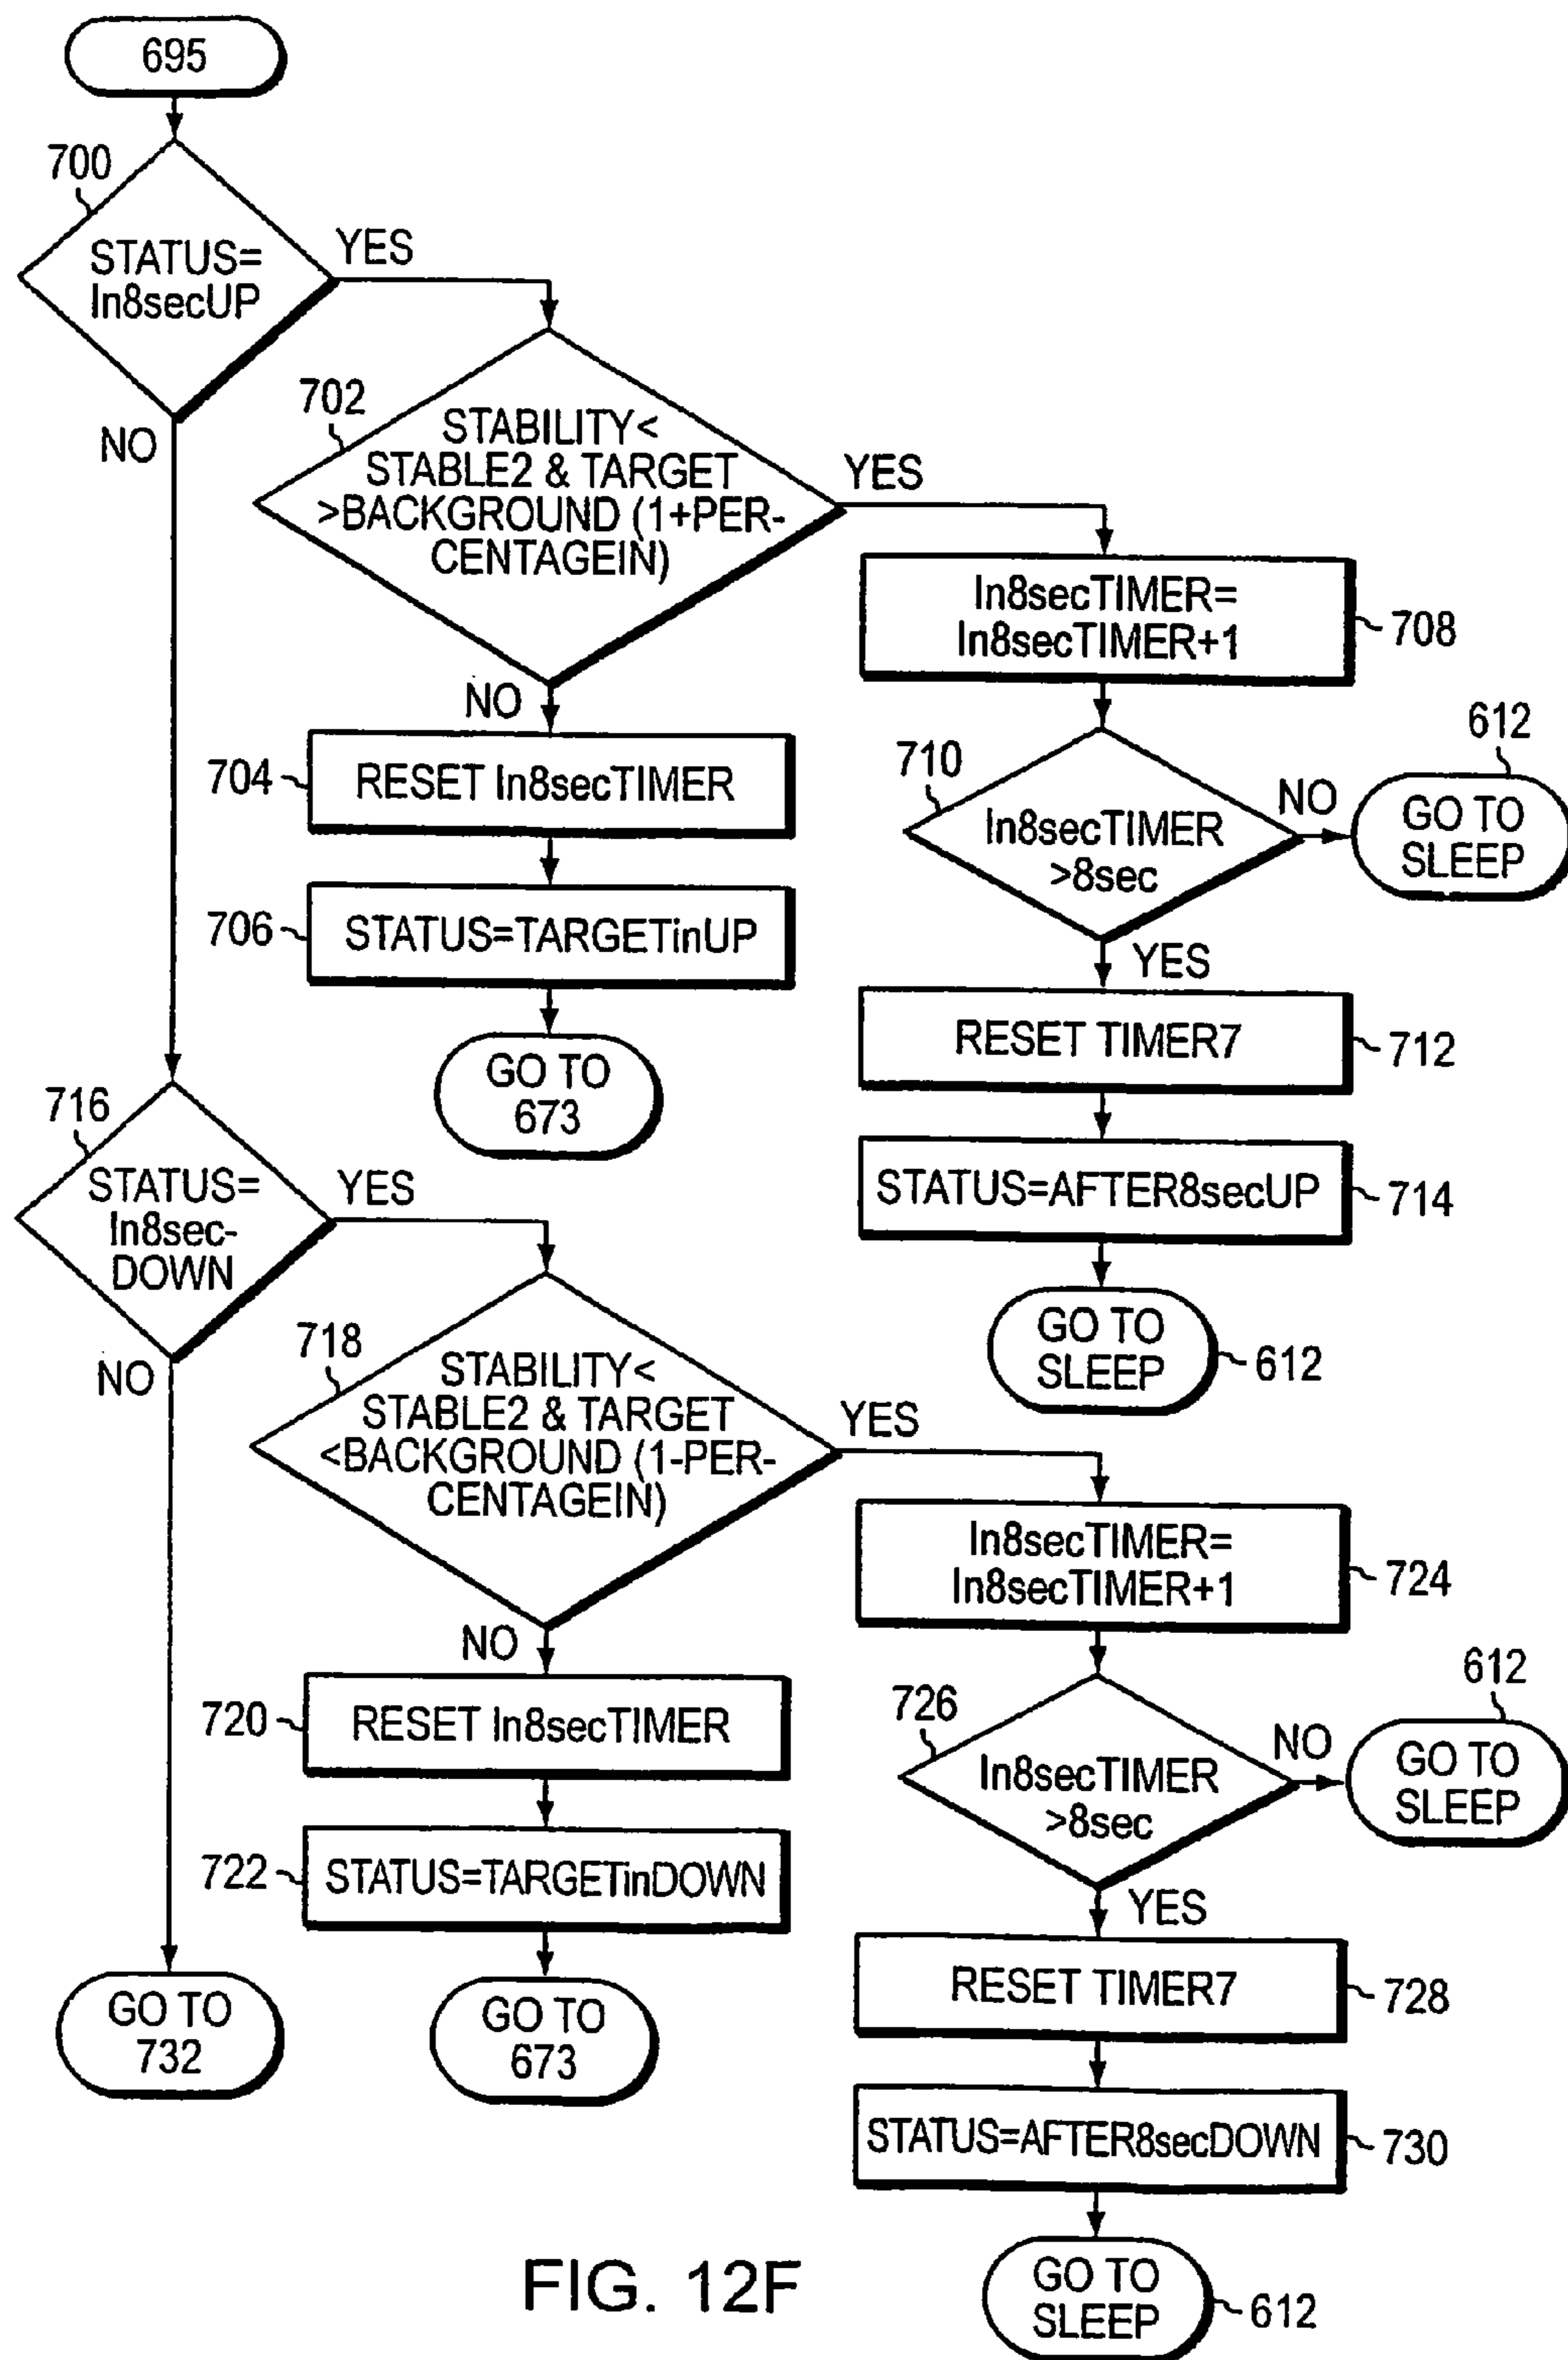 695
700
STATUS=
In8secUP
YES
NO
702
STABILITY<
STABLE2 & TARGET
>BACKGROUND (1+PER-
CENTAGEIN)
YES
NO
704
RESET In8secTIMER
706
STATUS=TARGETinUP
GO TO
673
In8secTIMER=
In8secTIMER+1
708
710
In8secTIMER
>8sec
NO
612
GO TO
SLEEP
YES
RESET TIMER7
712
STATUS=AFTER8secUP
714
GO TO
SLEEP
612
716
STATUS=
In8sec-
DOWN
YES
NO
718
STABILITY<
STABLE2 & TARGET
<BACKGROUND (1-PER-
CENTAGEIN)
YES
NO
720
RESET In8secTIMER
722
STATUS=TARGETinDOWN
GO TO
732
GO TO
673
In8secTIMER=
In8secTIMER+1
724
726
In8secTIMER
>8sec
NO
612
GO TO
SLEEP
YES
RESET TIMER7
728
STATUS=AFTER8secDOWN
730
GO TO
SLEEP
612
FIG. 12F